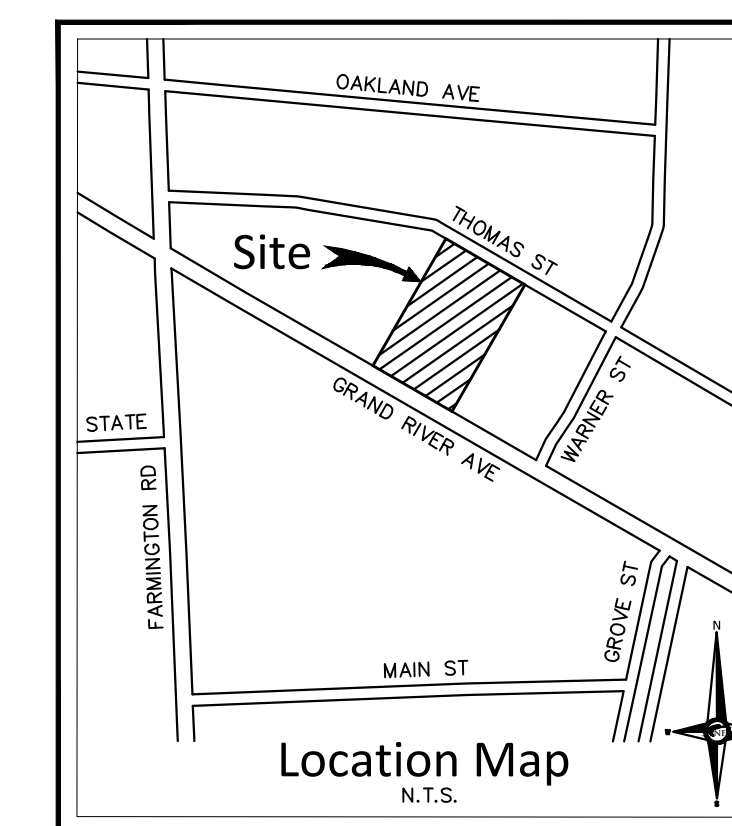 OAKLAND AVE
THOMAS ST
Site
GRAND RIVER AVE
WARNER ST
STATE
FARMINGTON RD
GROVE ST
MAIN ST
N
W
S
Location Map
N.T.S.